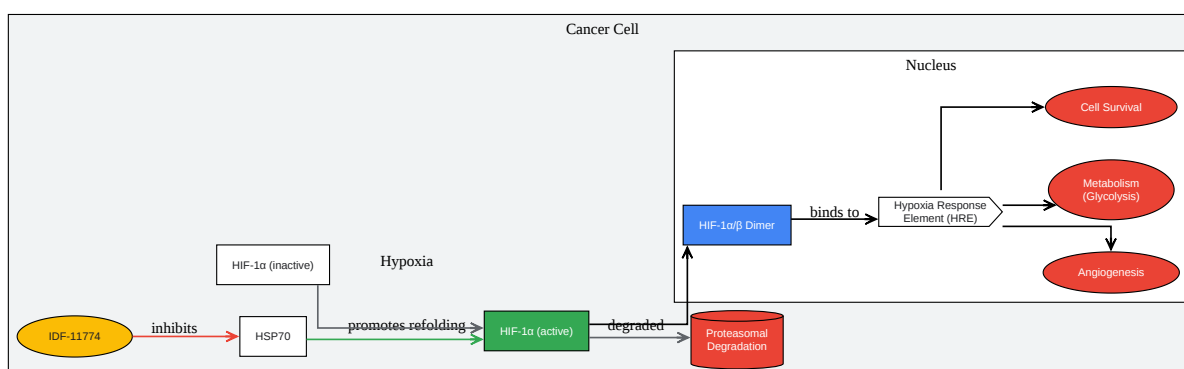 Cancer Cell
Nucleus
Cell Survival
Metabolism
(Glycolysis)
Hypoxia Response
Element (HRE)
binds to
HIF-1α/β Dimer
Angiogenesis
HIF-1α (inactive)
Hypoxia
IDF-11774
inhibits
HSP70
promotes refolding
HIF-1α (active)
degraded
Proteasomal
Degradation